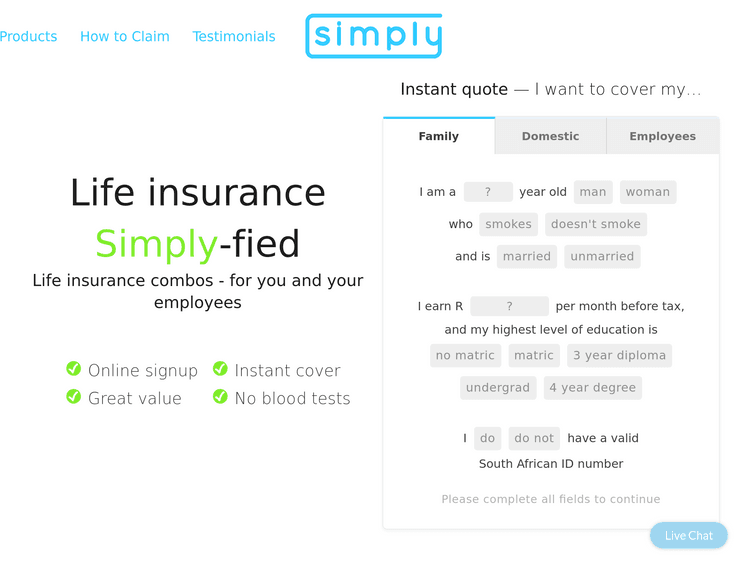 Products How to Claim Testimonials simply
Instant quote — I want to cover my...
Family Domestic Employees
Life insurance
Simply-fied
Life insurance combos - for you and your
employees
Online signup Instant cover
Great value No blood tests
I am a ? year old man woman
who smokes doesn't smoke
and is married unmarried
I earn R ? per month before tax,
and my highest level of education is
no matric matric 3 year diploma
undergrad 4 year degree
I do do not have a valid
South African ID number
Please complete all fields to continue
Live Chat